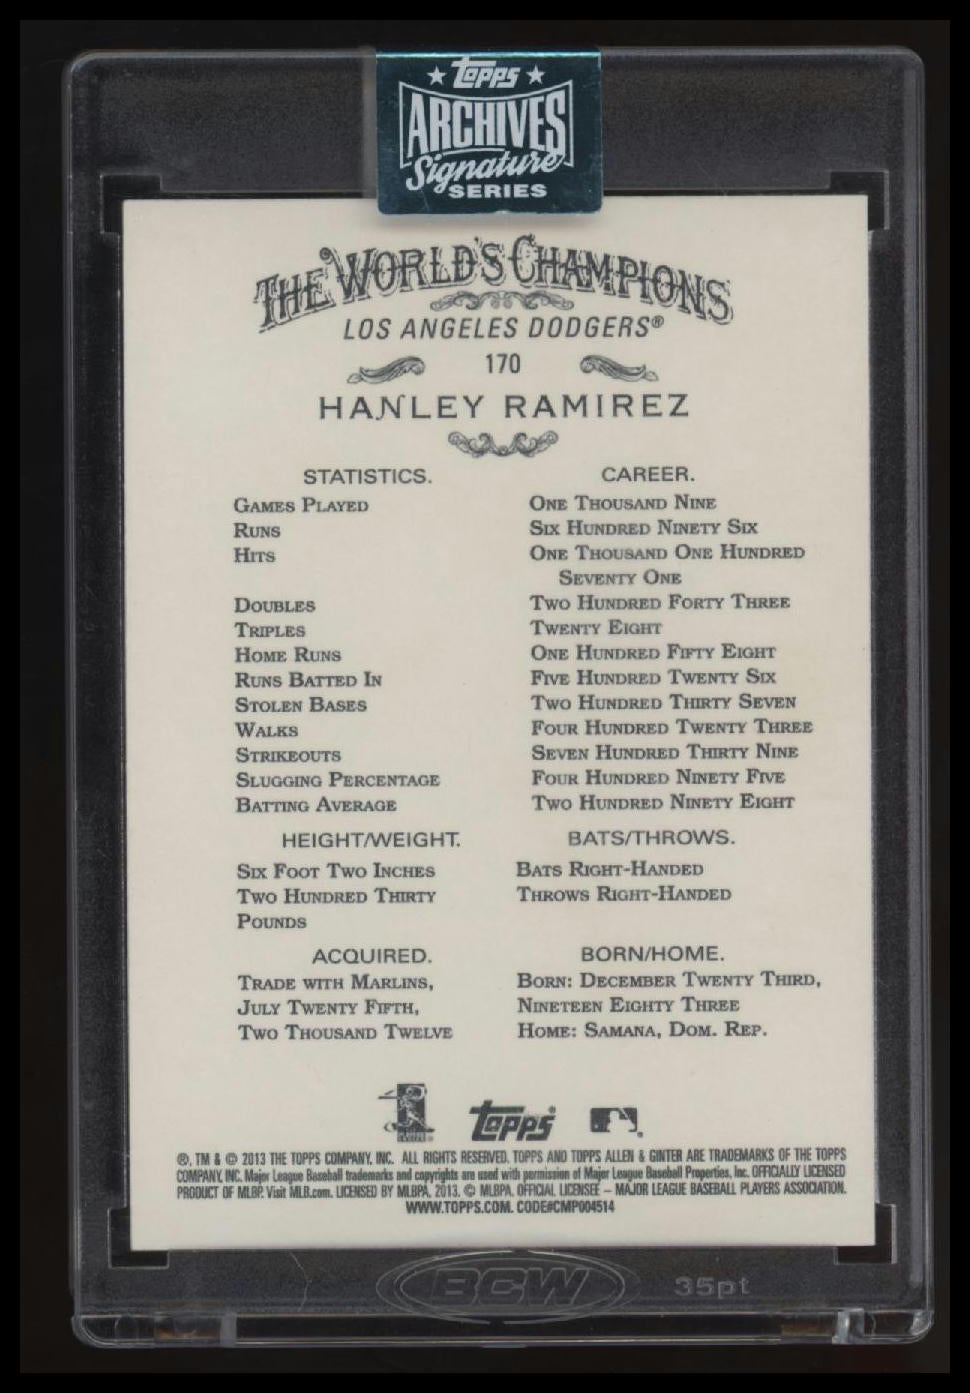 Topps
ARCHIVES
Signature
SERIES
THE WORLD'S CHAMPIONS
LOS ANGELES DODGERS®
170
HANLEY RAMIREZ
STATISTICS. CAREER.
GAMES PLAYED ONE THOUSAND NINE
RUNS SIX HUNDRED NINETY SIX
HITS ONE THOUSAND ONE HUNDRED
SEVENTY ONE
DOUBLES TWO HUNDRED FORTY THREE
TRIPLES TWENTY EIGHT
HOME RUNS ONE HUNDRED FIFTY EIGHT
RUNS BATTED IN FIVE HUNDRED TWENTY SIX
STOLEN BASES TWO HUNDRED THIRTY SEVEN
WALKS FOUR HUNDRED TWENTY THREE
STRIKEOUTS SEVEN HUNDRED THIRTY NINE
SLUGGING PERCENTAGE FOUR HUNDRED NINETY FIVE
BATTING AVERAGE TWO HUNDRED NINETY EIGHT
HEIGHT/WEIGHT. BATS/THROWS.
SIX FOOT TWO INCHES BATS RIGHT-HANDED
TWO HUNDRED THIRTY THROWS RIGHT-HANDED
POUNDS
ACQUIRED. BORN/HOME.
TRADE WITH MARLINS, BORN: DECEMBER TWENTY THIRD,
JULY TWENTY FIFTH, NINETEEN EIGHTY THREE
TWO THOUSAND TWELVE HOME: SAMANA, DOM. REP.
Topps®
®, TM & © 2013 THE TOPPS COMPANY, INC. ALL RIGHTS RESERVED. TOPPS AND TOPPS ALLEN & GINTER ARE TRADEMARKS OF THE TOPPS
COMPANY, INC. Major League Baseball trademarks and copyrights are used with permission of Major League Baseball Properties, Inc. OFFICIALLY LICENSED
PRODUCT OF MLBP. Visit MLB.com. LICENSED BY MLBPA, 2013. © MLBPA. OFFICIAL LICENSEE – MAJOR LEAGUE BASEBALL PLAYERS ASSOCIATION.
WWW.TOPPS.COM. CODE#CMP004514
BCW 35pt